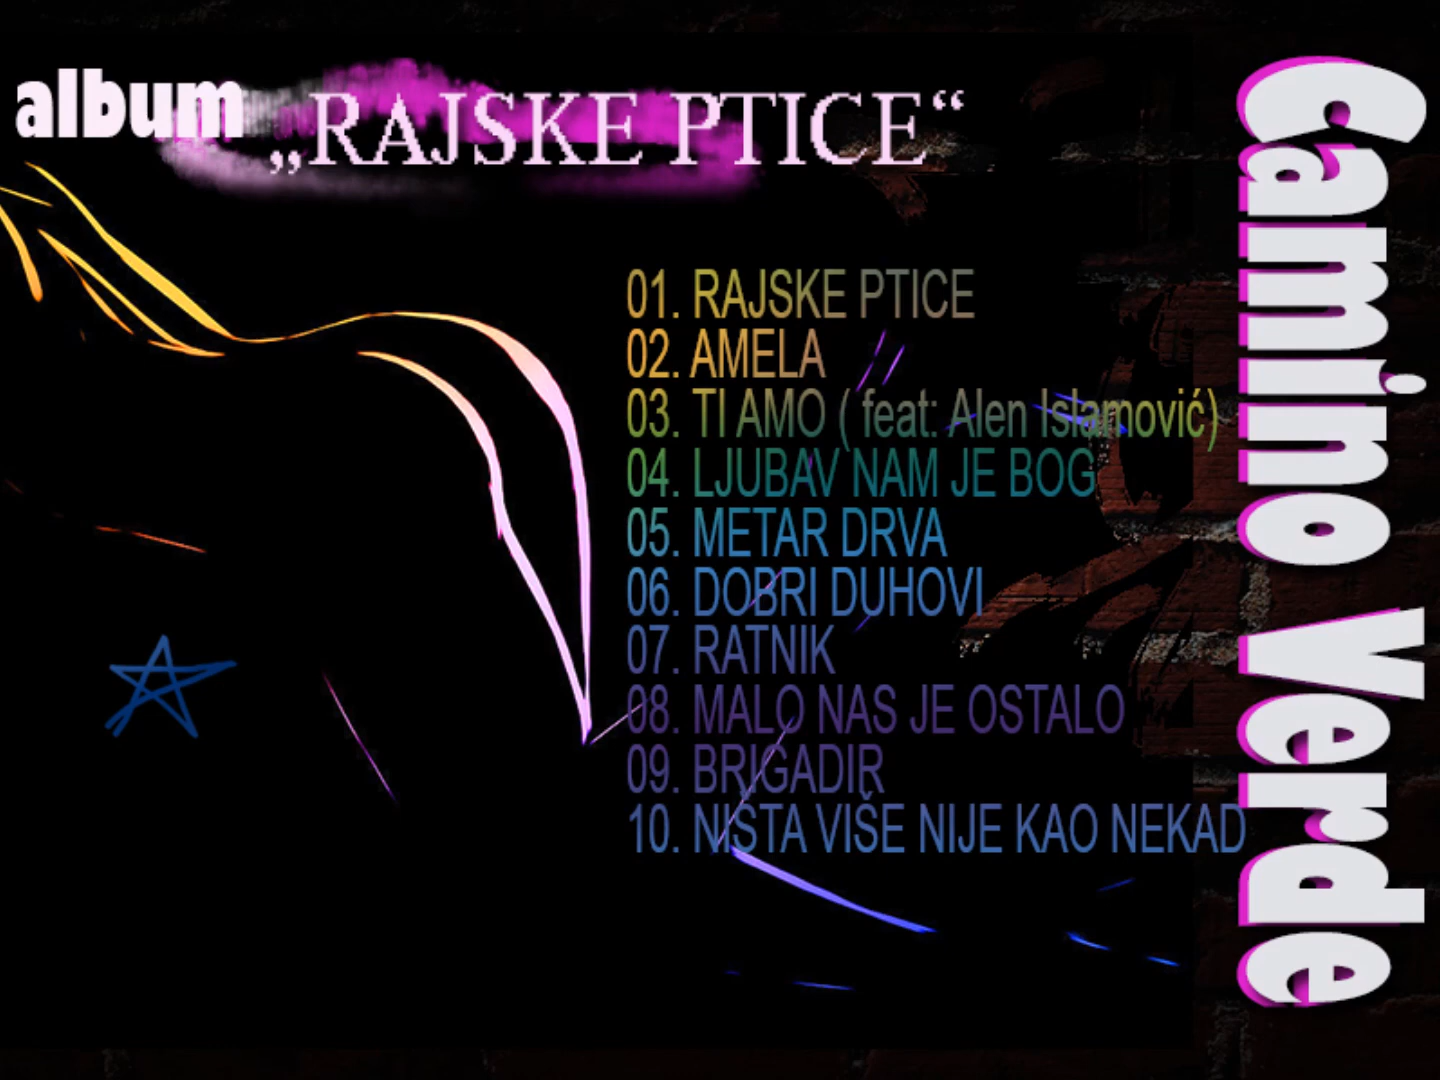 album „RAJSKE PTICE“
01. RAJSKE PTICE
02. AMELA
03. TI AMO ( feat: Alen Islamović)
04. LJUBAV NAM JE BOG
05. METAR DRVA
06. DOBRI DUHOVI
07. RATNIK
08. MALO NAS JE OSTALO
09. BRIGADIR
10. NIŠTA VIŠE NIJE KAO NEKAD
Camino Verde